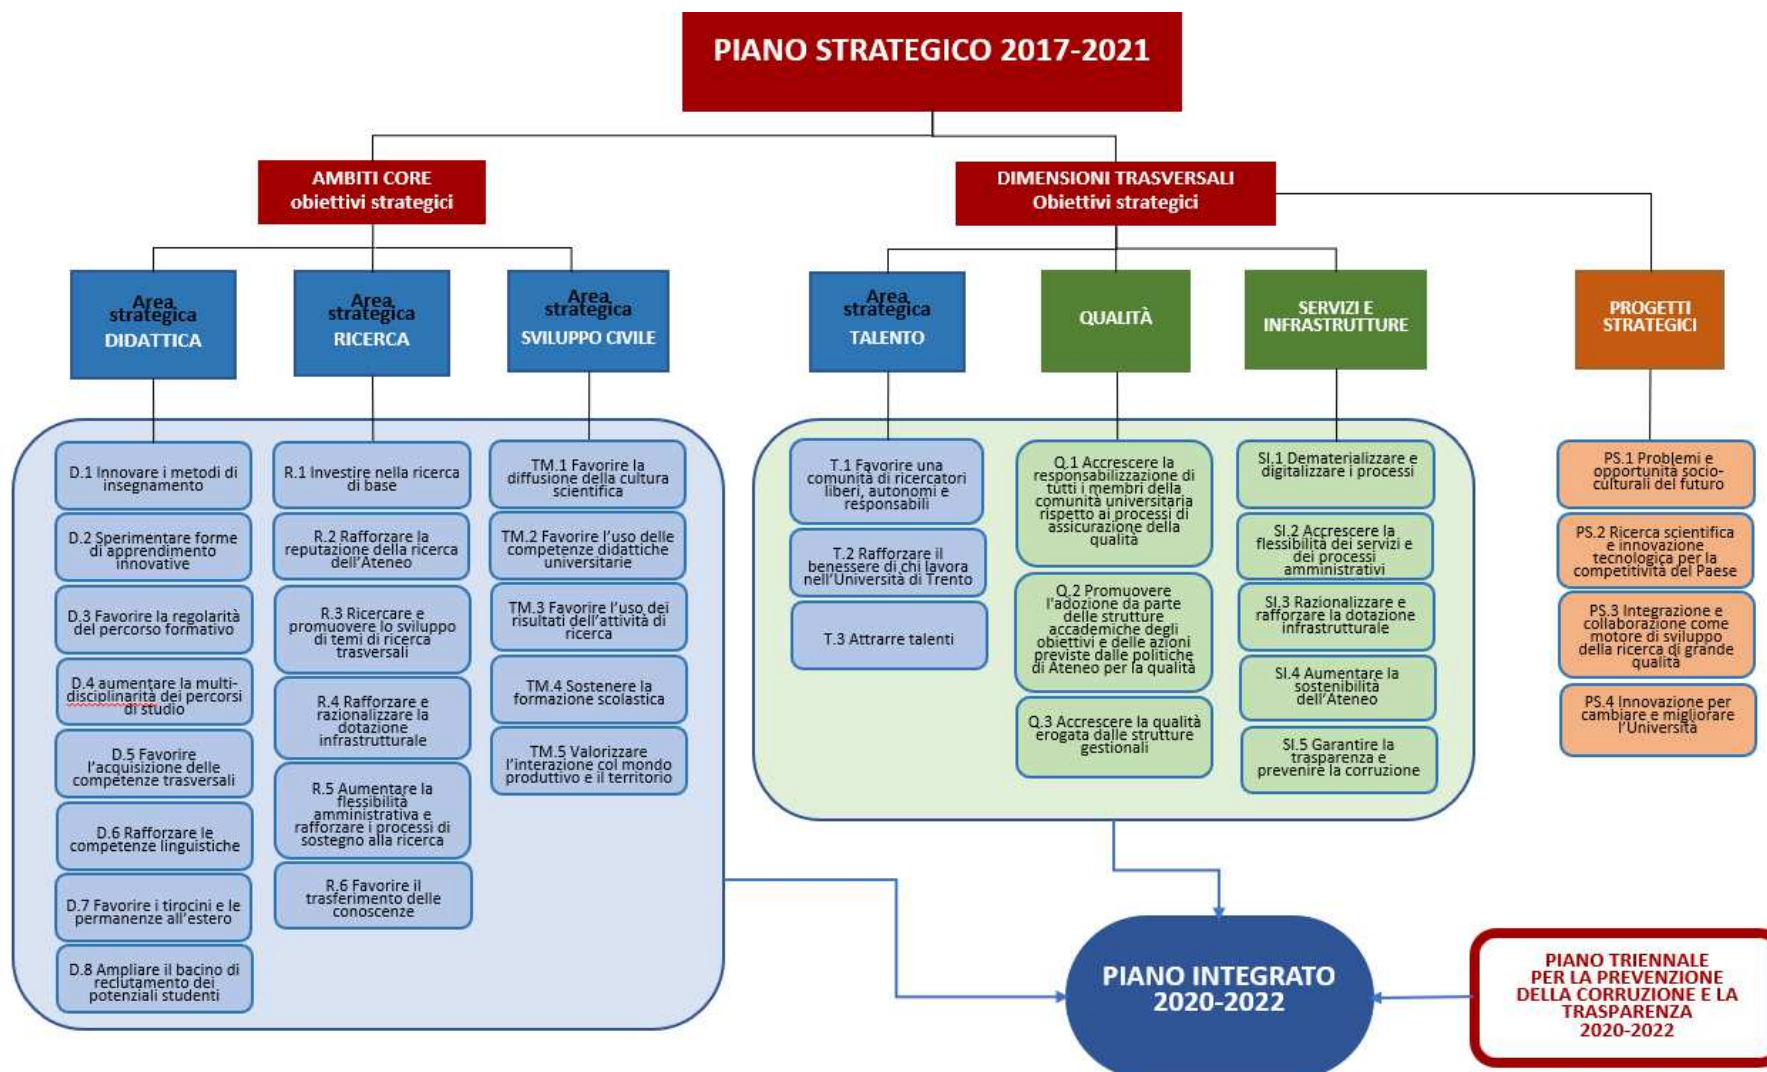 PIANO STRATEGICO 2017-2021
AMBITI CORE
obiettivi strategici
DIMENSIONI TRASVERSALI
Obiettivi strategici
Area
strategica
DIDATTICA
Area
strategica
RICERCA
Area
strategica
SVILUPPO CIVILE
Area
strategica
TALENTO
QUALITÀ
SERVIZI E
INFRASTRUTTURE
PROGETTI
STRATEGICI
D.1 Innovare i metodi di
insegnamento
D.2 Sperimentare forme
di apprendimento
innovative
D.3 Favorire la regolarità
del percorso formativo
D.4 aumentare la multi-
disciplinarità dei percorsi
di studio
D.5 Favorire
l'acquisizione delle
competenze trasversali
D.6 Rafforzare le
competenze linguistiche
D.7 Favorire i tirocini e le
permanenze all'estero
D.8 Ampliare il bacino di
reclutamento dei
potenziali studenti
R.1 Investire nella ricerca
di base
R.2 Rafforzare la
reputazione della ricerca
dell'Ateneo
R.3 Ricercare e
promuovere lo sviluppo
di temi di ricerca
trasversali
R.4 Rafforzare e
razionalizzare la
dotazione
infrastrutturale
R.5 Aumentare la
flessibilità
amministrativa e
rafforzare i processi di
sostegno alla ricerca
R.6 Favorire il
trasferimento delle
conoscenze
TM.1 Favorire la
diffusione della cultura
scientifica
TM.2 Favorire l'uso delle
competenze didattiche
universitarie
TM.3 Favorire l'uso dei
risultati dell'attività di
ricerca
TM.4 Sostenere la
formazione scolastica
TM.5 Valorizzare
l'interazione col mondo
produttivo e il territorio
T.1 Favorire una
comunità di ricercatori
liberi, autonomi e
responsabili
T.2 Rafforzare il
benessere di chi lavora
nell'Università di Trento
T.3 Attrarre talenti
Q.1 Accrescere la
responsabilizzazione di
tutti i membri della
comunità universitaria
rispetto ai processi di
assicurazione della
qualità
Q.2 Promuovere
l'adozione da parte
delle strutture
accademiche degli
obiettivi e delle azioni
previste dalle politiche
di Ateneo per la qualità
Q.3 Accrescere la qualità
erogata dalle strutture
gestionali
SI.1 Dematerializzare e
digitalizzare i processi
SI.2 Accrescere la
flessibilità dei servizi e
dei processi
amministrativi
SI.3 Razionalizzare e
rafforzare la dotazione
infrastrutturale
SI.4 Aumentare la
sostenibilità
dell'Ateneo
SI.5 Garantire la
trasparenza e
prevenire la corruzione
PS.1 Problemi e
opportunità socio-
culturali del futuro
PS.2 Ricerca scientifica
e innovazione
tecnologica per la
competitività del Paese
PS.3 Integrazione e
collaborazione come
motore di sviluppo
della ricerca di grande
qualità
PS.4 Innovazione per
cambiare e migliorare
l'Università
PIANO INTEGRATO
2020-2022
PIANO TRIENNALE
PER LA PREVENZIONE
DELLA CORRUZIONE E LA
TRASPARENZA
2020-2022